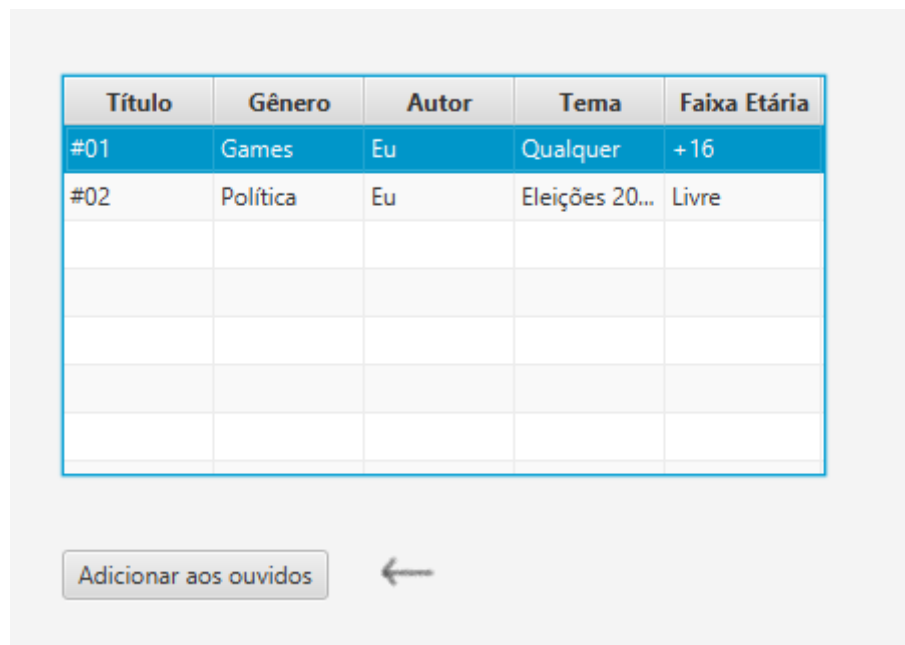 Título Gênero Autor Tema Faixa Etária
#01 Games Eu Qualquer +16
#02 Política Eu Eleições 20... Livre
Adicionar aos ouvidos